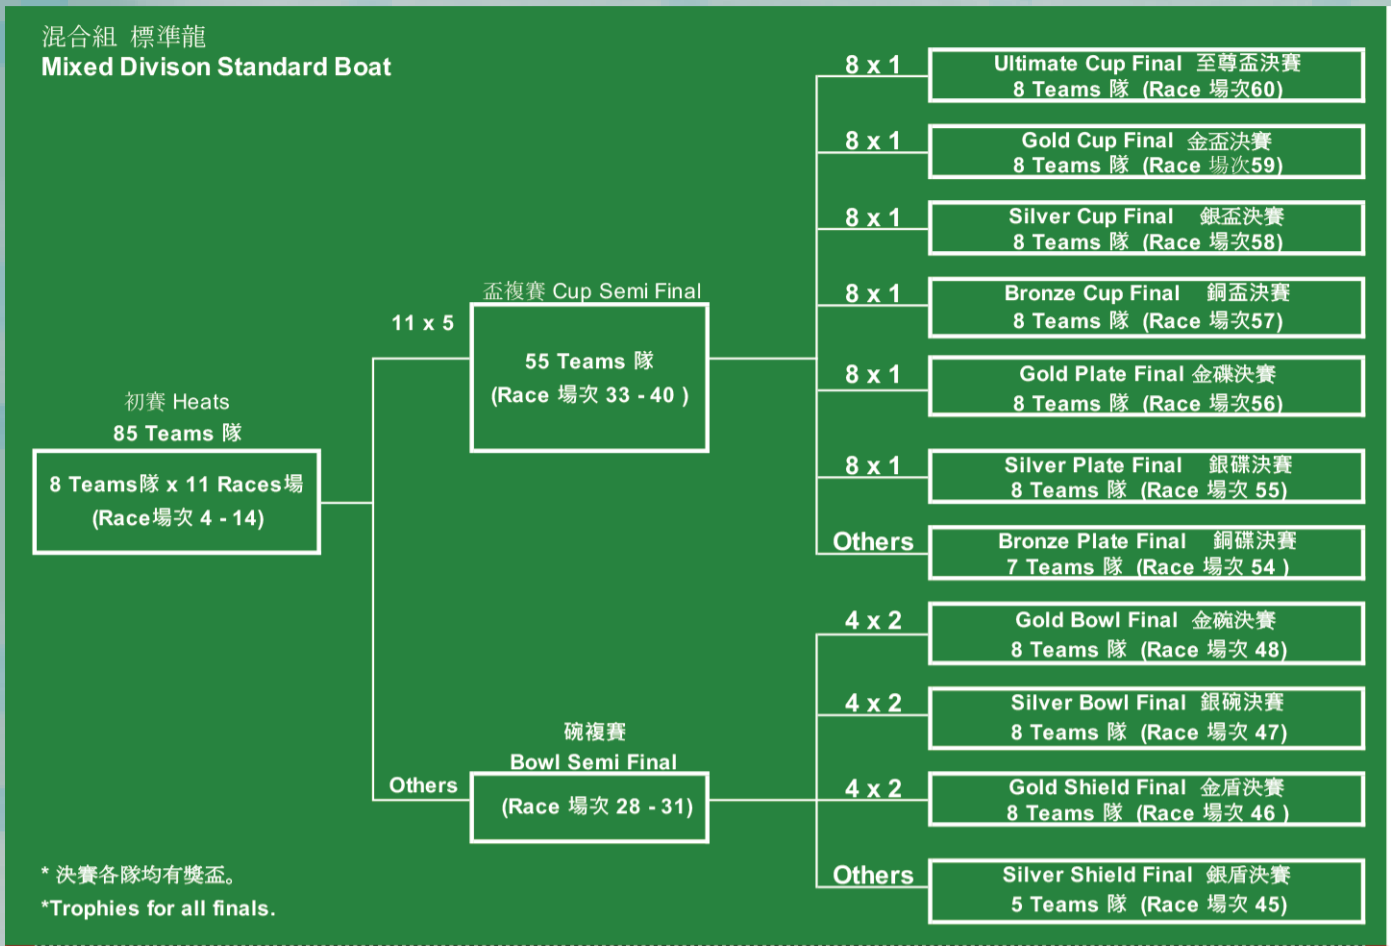 混合組 標準龍
Mixed Divison Standard Boat
初賽 Heats
85 Teams 隊
8 Teams隊 x 11 Races場
(Race場次 4 - 14)
11 x 5
盃複賽 Cup Semi Final
55 Teams 隊
(Race 場次 33 - 40 )
Others
碗複賽
Bowl Semi Final
(Race 場次 28 - 31)
8 x 1
Ultimate Cup Final 至尊盃決賽
8 Teams 隊 (Race 場次60)
8 x 1
Gold Cup Final 金盃決賽
8 Teams 隊 (Race 場次59)
8 x 1
Silver Cup Final 銀盃決賽
8 Teams 隊 (Race 場次58)
8 x 1
Bronze Cup Final 銅盃決賽
8 Teams 隊 (Race 場次57)
8 x 1
Gold Plate Final 金碟決賽
8 Teams 隊 (Race 場次56)
8 x 1
Silver Plate Final 銀碟決賽
8 Teams 隊 (Race 場次 55)
Others
Bronze Plate Final 銅碟決賽
7 Teams 隊 (Race 場次 54 )
4 x 2
Gold Bowl Final 金碗決賽
8 Teams 隊 (Race 場次 48)
4 x 2
Silver Bowl Final 銀碗決賽
8 Teams 隊 (Race 場次 47)
4 x 2
Gold Shield Final 金盾決賽
8 Teams 隊 (Race 場次 46 )
Others
Silver Shield Final 銀盾決賽
5 Teams 隊 (Race 場次 45)
* 決賽各隊均有獎盃。
*Trophies for all finals.